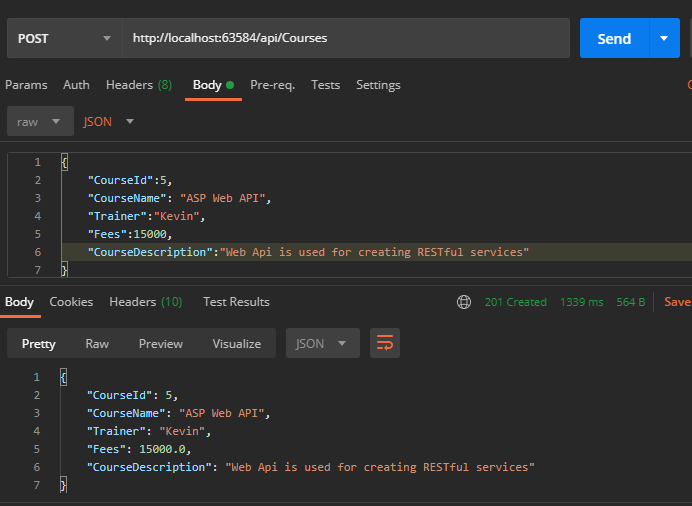 POST http://localhost:63584/api/Courses Send
Params Auth Headers (8) Body Pre-req. Tests Settings
raw JSON
1 {
2 "CourseId":5,
3 "CourseName": "ASP Web API",
4 "Trainer":"Kevin",
5 "Fees":15000,
6 "CourseDescription":"Web Api is used for creating RESTful services"
7 }
Body Cookies Headers (10) Test Results 201 Created 1339 ms 564 B Save
Pretty Raw Preview Visualize JSON
1 {
2 "CourseId": 5,
3 "CourseName": "ASP Web API",
4 "Trainer": "Kevin",
5 "Fees": 15000.0,
6 "CourseDescription": "Web Api is used for creating RESTful services"
7 }